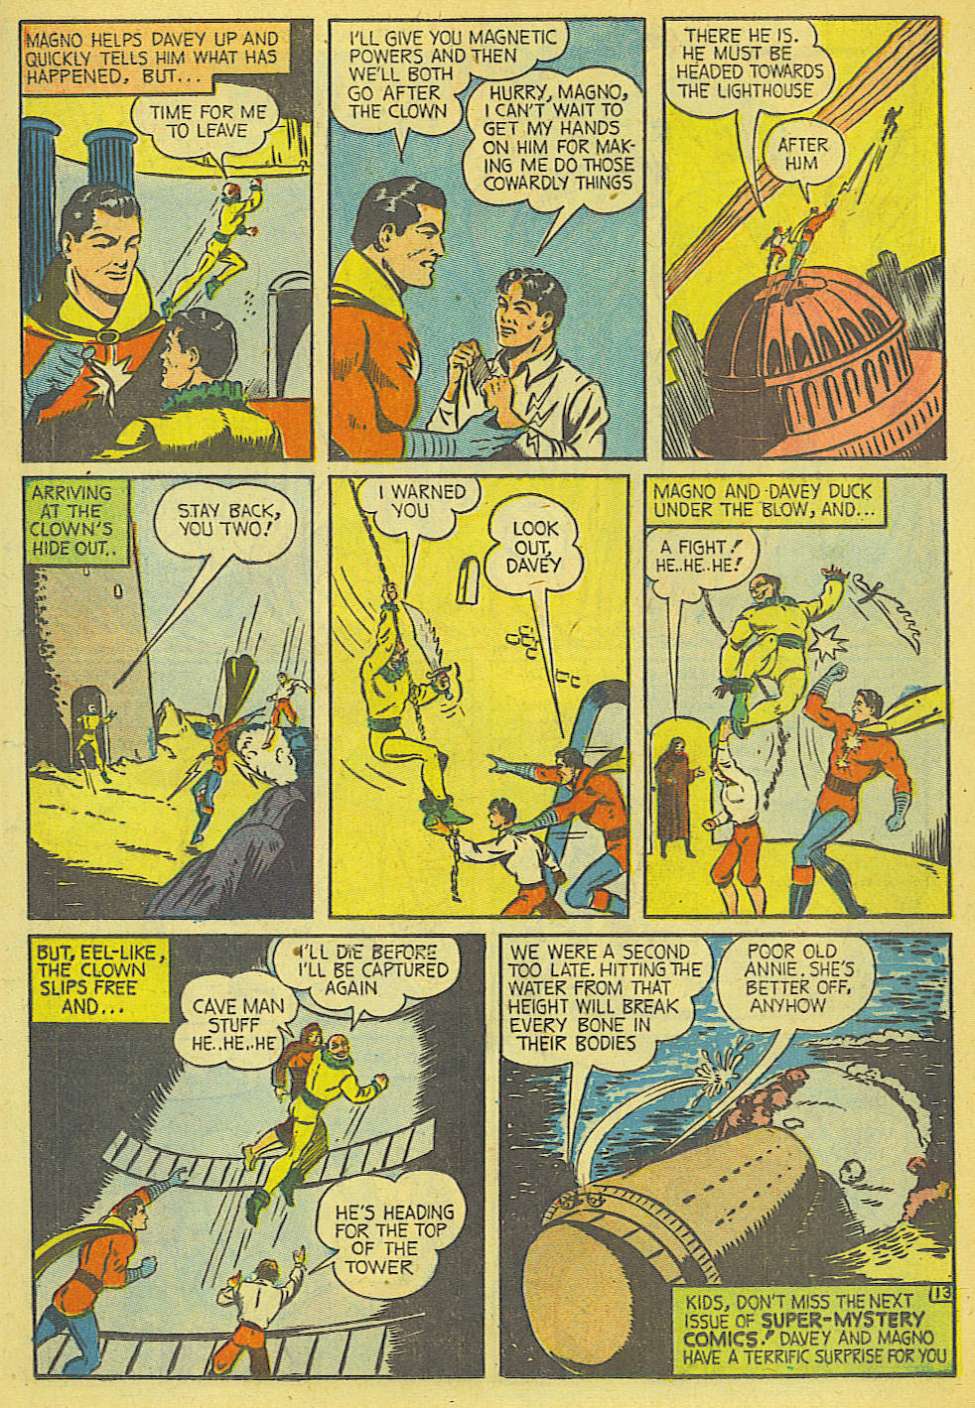 MAGNO HELPS DAVEY UP AND
QUICKLY TELLS HIM WHAT HAS
HAPPENED, BUT...
TIME FOR ME
TO LEAVE
I'LL GIVE YOU MAGNETIC
POWERS AND THEN
WE'LL BOTH
GO AFTER
THE CLOWN
HURRY, MAGNO,
I CAN'T WAIT TO
GET MY HANDS
ON HIM FOR MAK-
ING ME DO THOSE
COWARDLY THINGS
THERE HE IS.
HE MUST BE
HEADED TOWARDS
THE LIGHTHOUSE
AFTER
HIM
ARRIVING
AT THE
CLOWN'S
HIDE OUT..
STAY BACK,
YOU TWO!
I WARNED
YOU
LOOK
OUT,
DAVEY
MAGNO AND DAVEY DUCK
UNDER THE BLOW, AND...
A FIGHT!
HE..HE..HE!
BUT, EEL-LIKE,
THE CLOWN
SLIPS FREE
AND...
I'LL DIE BEFORE
I'LL BE CAPTURED
AGAIN
CAVE MAN
STUFF
HE..HE..HE
HE'S HEADING
FOR THE TOP
OF THE
TOWER
WE WERE A SECOND
TOO LATE. HITTING THE
WATER FROM THAT
HEIGHT WILL BREAK
EVERY BONE IN
THEIR BODIES
POOR OLD
ANNIE. SHE'S
BETTER OFF,
ANYHOW
13
KIDS, DON'T MISS THE NEXT
ISSUE OF SUPER-MYSTERY
COMICS! DAVEY AND MAGNO
HAVE A TERRIFIC SURPRISE FOR YOU